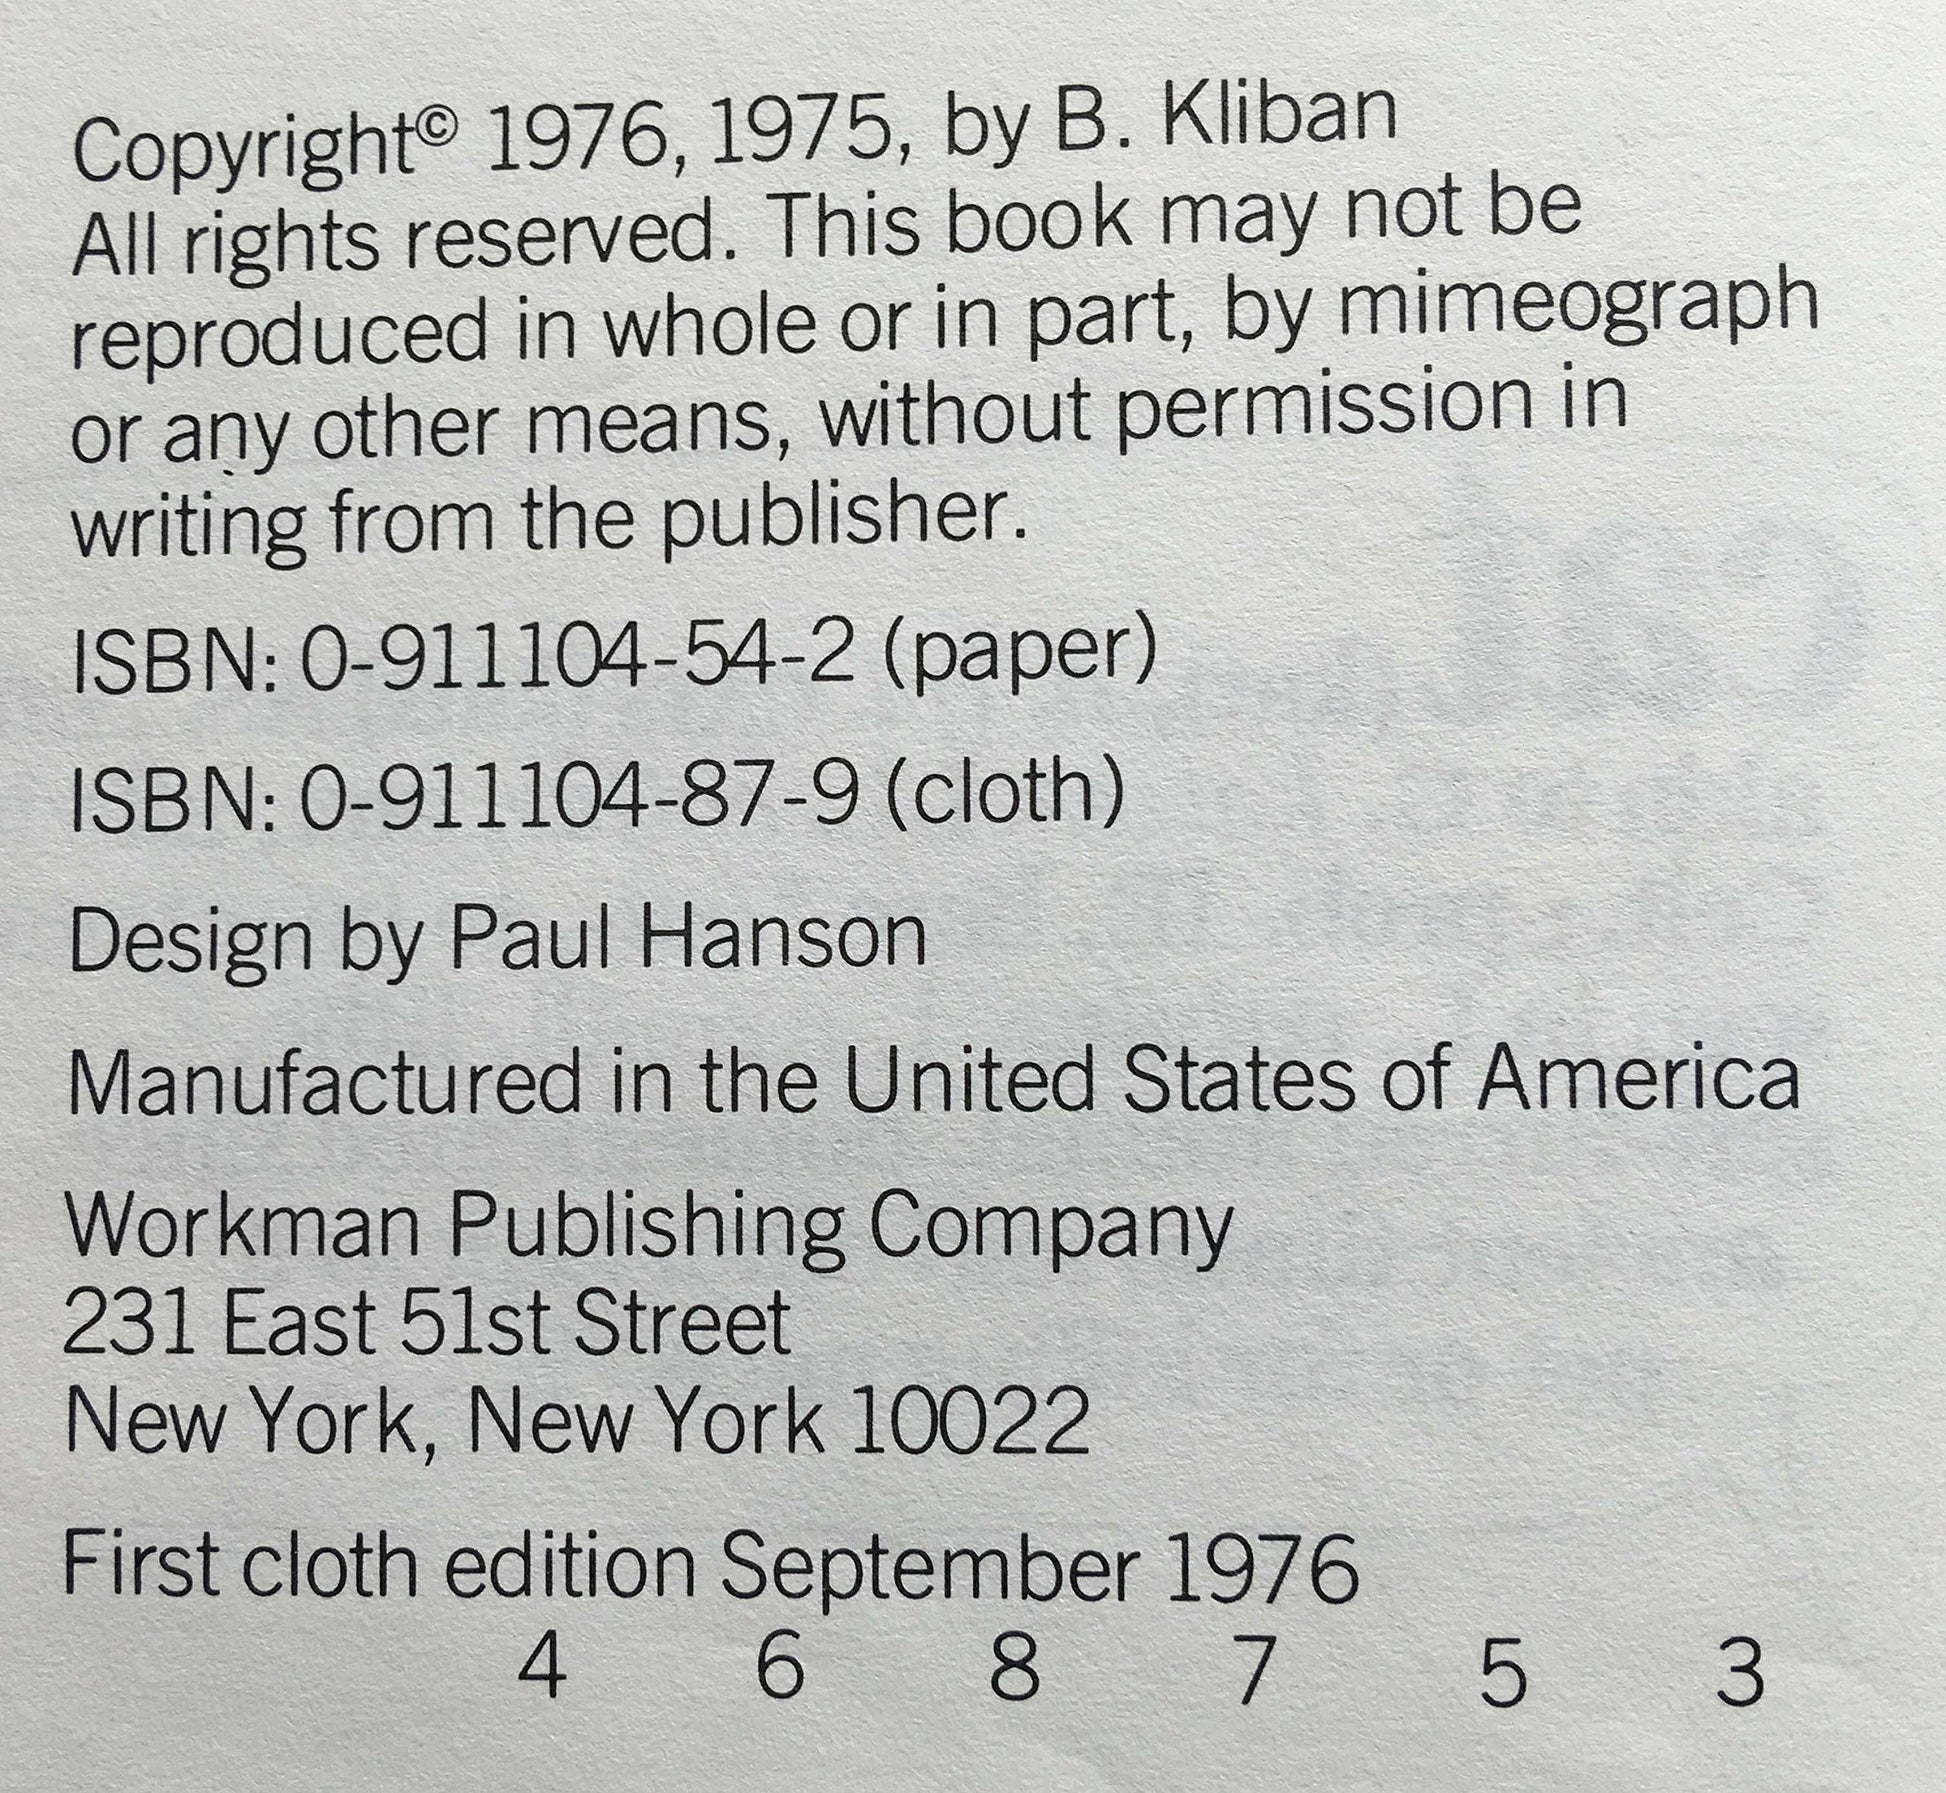 Copyright© 1976, 1975, by B. Kliban
All rights reserved. This book may not be
reproduced in whole or in part, by mimeograph
or any other means, without permission in
writing from the publisher.
ISBN: 0-911104-54-2 (paper)
ISBN: 0-911104-87-9 (cloth)
Design by Paul Hanson
Manufactured in the United States of America
Workman Publishing Company
231 East 51st Street
New York, New York 10022
First cloth edition September 1976
4 6 8 7 5 3